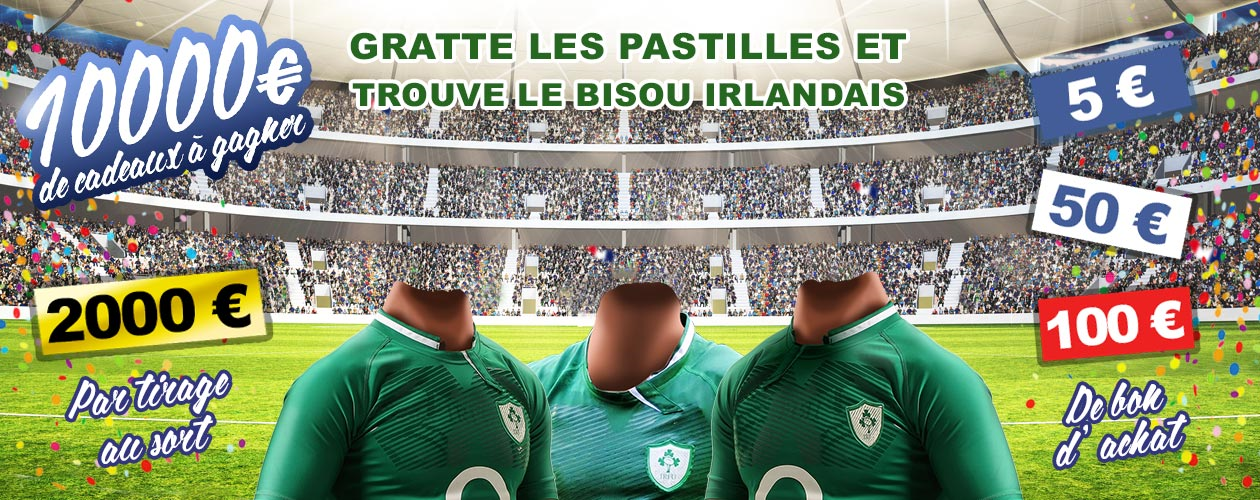 10000€
de cadeaux à gagner
GRATTE LES PASTILLES ET
TROUVE LE BISOU IRLANDAIS
5 €
50 €
2000 €
100 €
Par tirage
au sort
De bon
d' achat
IRFU